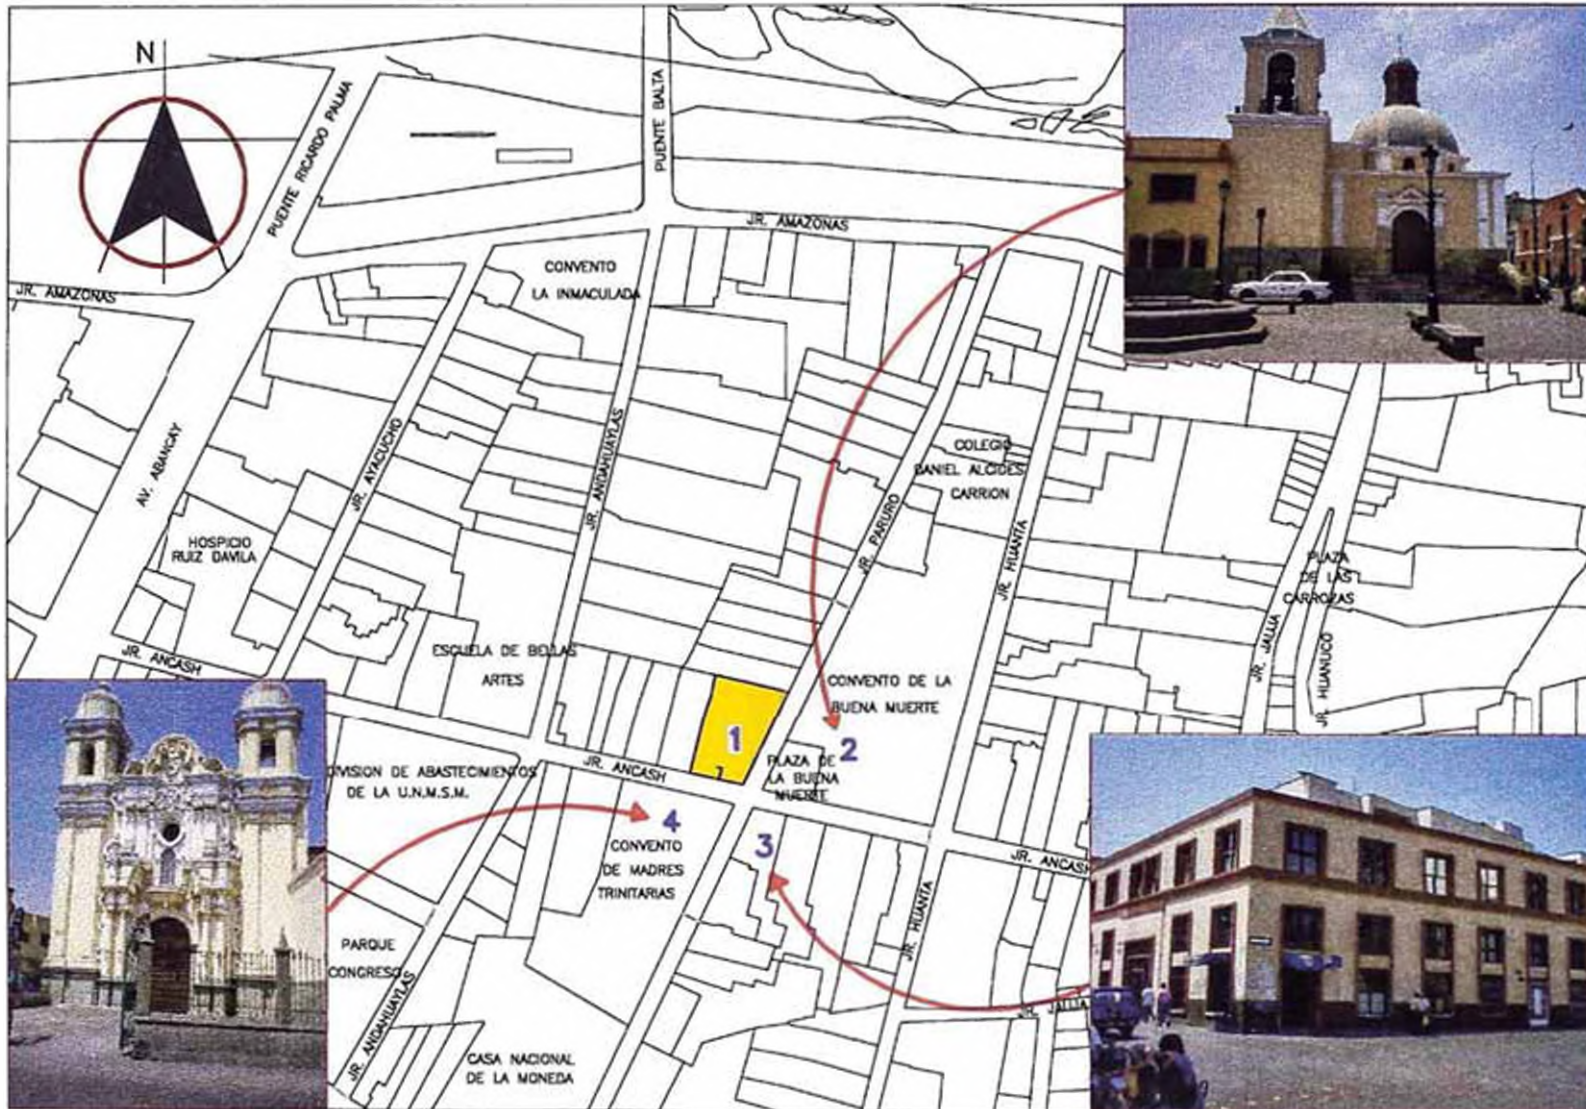 N
PUENTE RICARDO PALMA
PUENTE BALTA
JR. AMAZONAS
JR. AMAZONAS
CONVENTO
LA INMACULADA
AV. ABANCAY
JR. AYACUCHO
JR. ANDAHUAYLAS
COLEGIO
DANIEL ALCIDES
CARRION
JR. PARURO
JR. HUANTA
HOSPICIO
RUIZ DAVILA
PLAZA
DE LAS
CARROZAS
JR. ANCASH
ESCUELA DE BELLAS
ARTES
CONVENTO DE LA
BUENA MUERTE
JR. JALLIA
JR. HUANUCO
1
2
PLAZA DE
LA BUENA
MUERTE
JR. ANCASH
DIVISION DE ABASTECIMIENTOS
DE LA U.N.M.S.M.
4
CONVENTO
DE MADRES
TRINITARIAS
3
JR. ANCASH
JR. HUANTA
PARQUE
CONGRESO
JR. JALLIA
JR. ANDAHUAYLAS
CASA NACIONAL
DE LA MONEDA